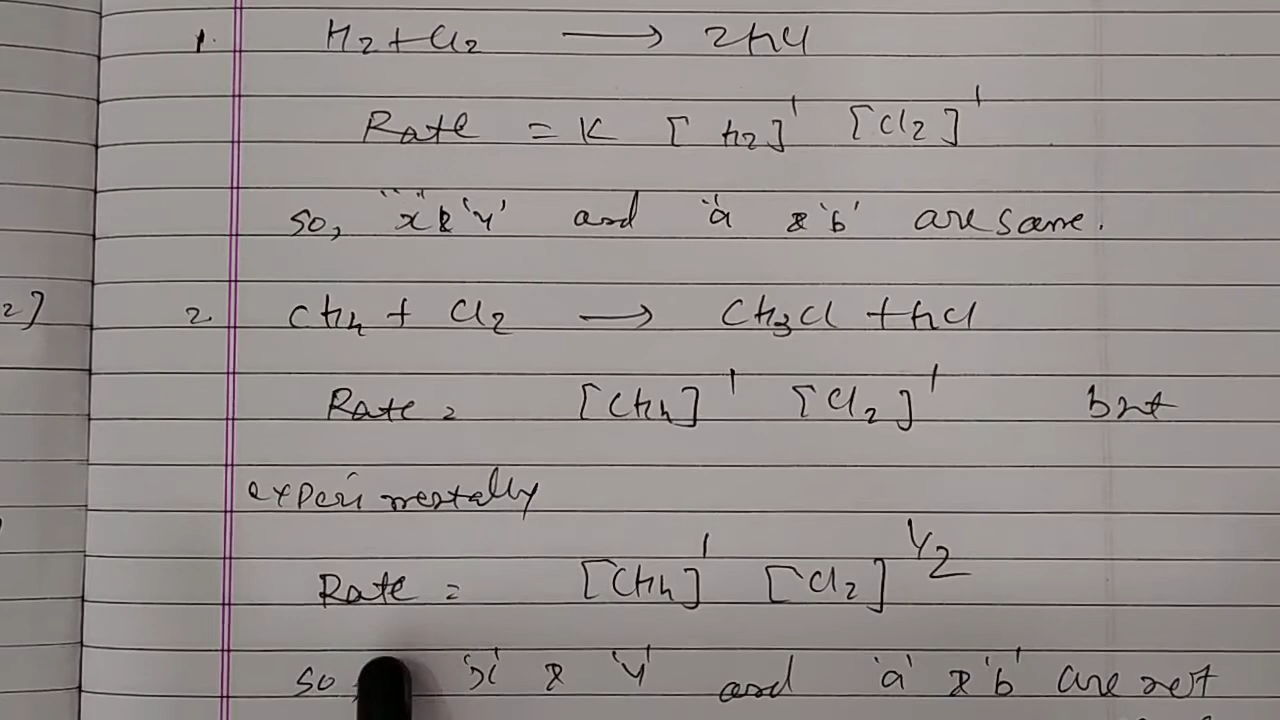 1. H2 + Cl2 ⟶ 2HCl
Rate = K [H2]¹ [Cl2]¹
so, "x" & 'y' and "a & 'b' are same.
2] 2. CH4 + Cl2 ⟶ CH3Cl + HCl
Rate = [CH4]¹ [Cl2]¹ but
experimentally
Rate = [CH4]¹ [Cl2]^1/2
so, 'x' & 'y' and 'a' & 'b' are not